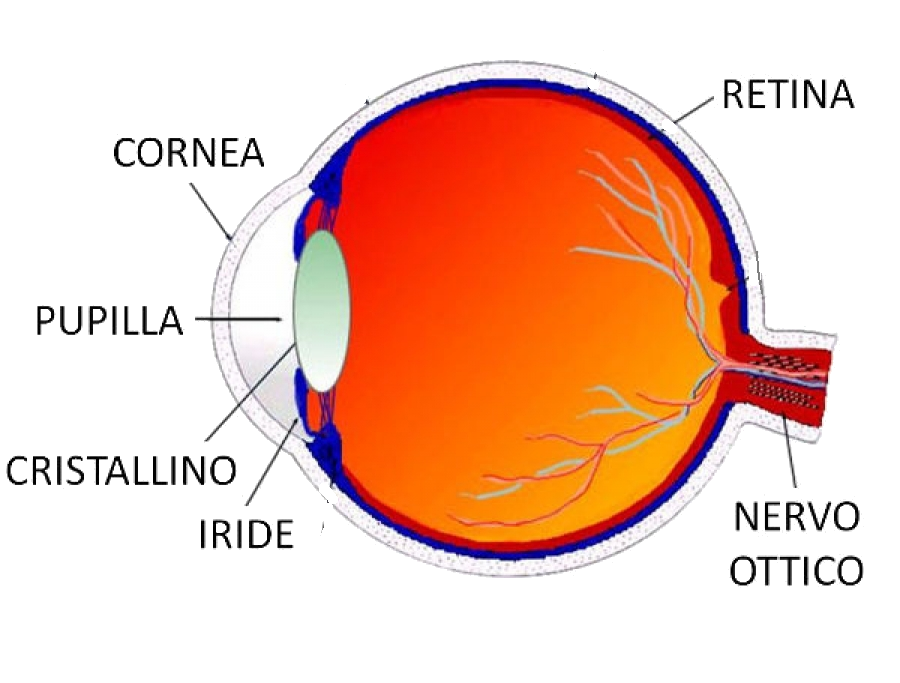 RETINA
CORNEA
PUPILLA
CRISTALLINO
IRIDE
NERVO
OTTICO